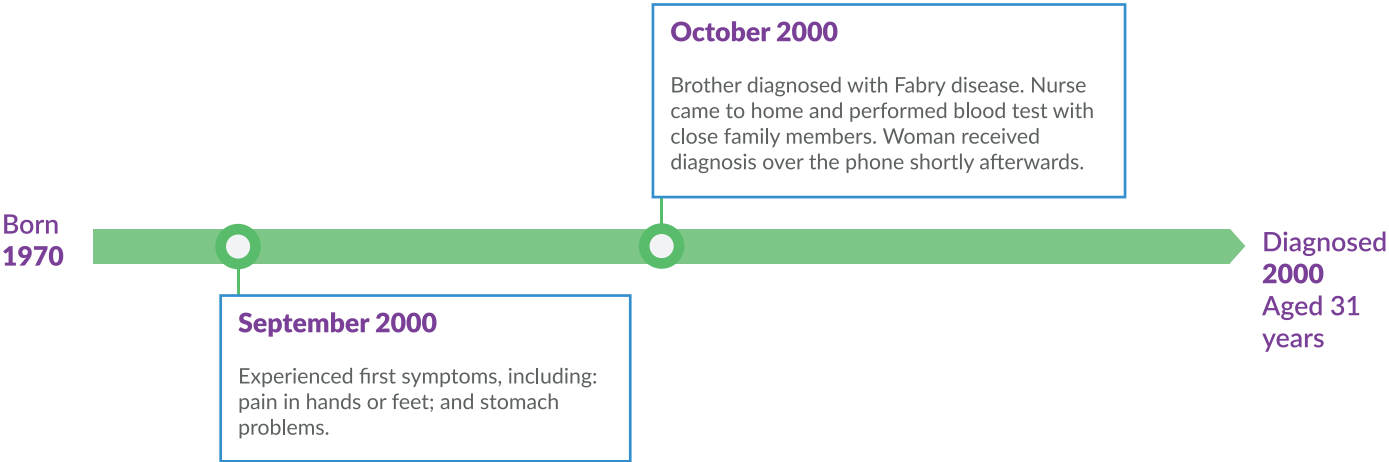 October 2000
Brother diagnosed with Fabry disease. Nurse
came to home and performed blood test with
close family members. Woman received
diagnosis over the phone shortly afterwards.
Born
1970
Diagnosed
2000
Aged 31
years
September 2000
Experienced first symptoms, including:
pain in hands or feet; and stomach
problems.